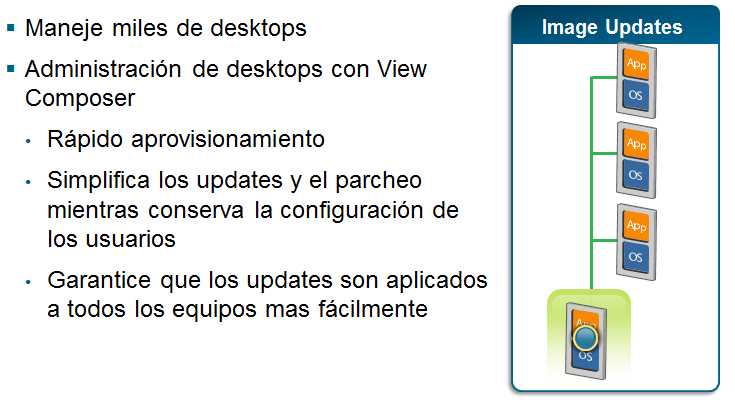 Maneje miles de desktops
Administración de desktops con View
Composer
Rápido aprovisionamiento
Simplifica los updates y el parcheo
mientras conserva la configuración de
los usuarios
Garantice que los updates son aplicados
a todos los equipos mas fácilmente
Image Updates
App
OS
App
OS
App
OS
App
OS